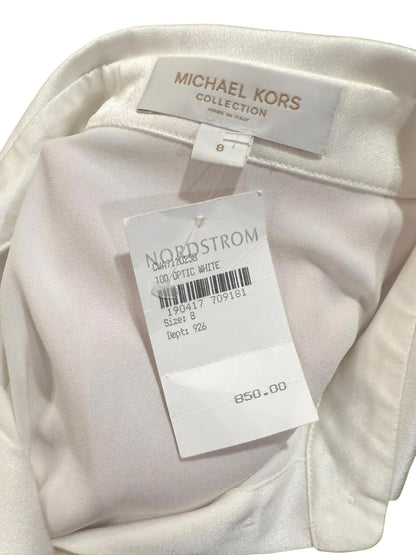 MICHAEL KORS
COLLECTION
MADE IN ITALY
8
NORDSTROM
100/OPTIC WHITE
190417 709181
Size: 8
Dept: 926
850.00